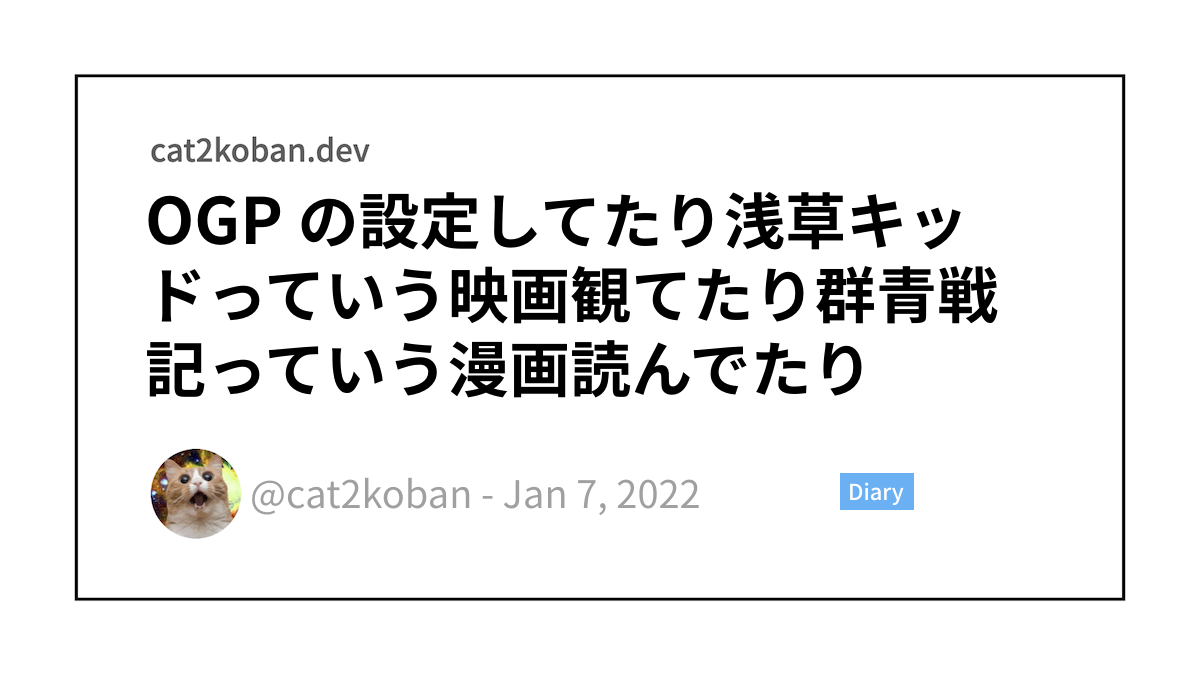 cat2koban.dev
OGP の設定してたり浅草キッ
ドっていう映画観てたり群青戦
記っていう漫画読んでたり
@cat2koban - Jan 7, 2022
Diary